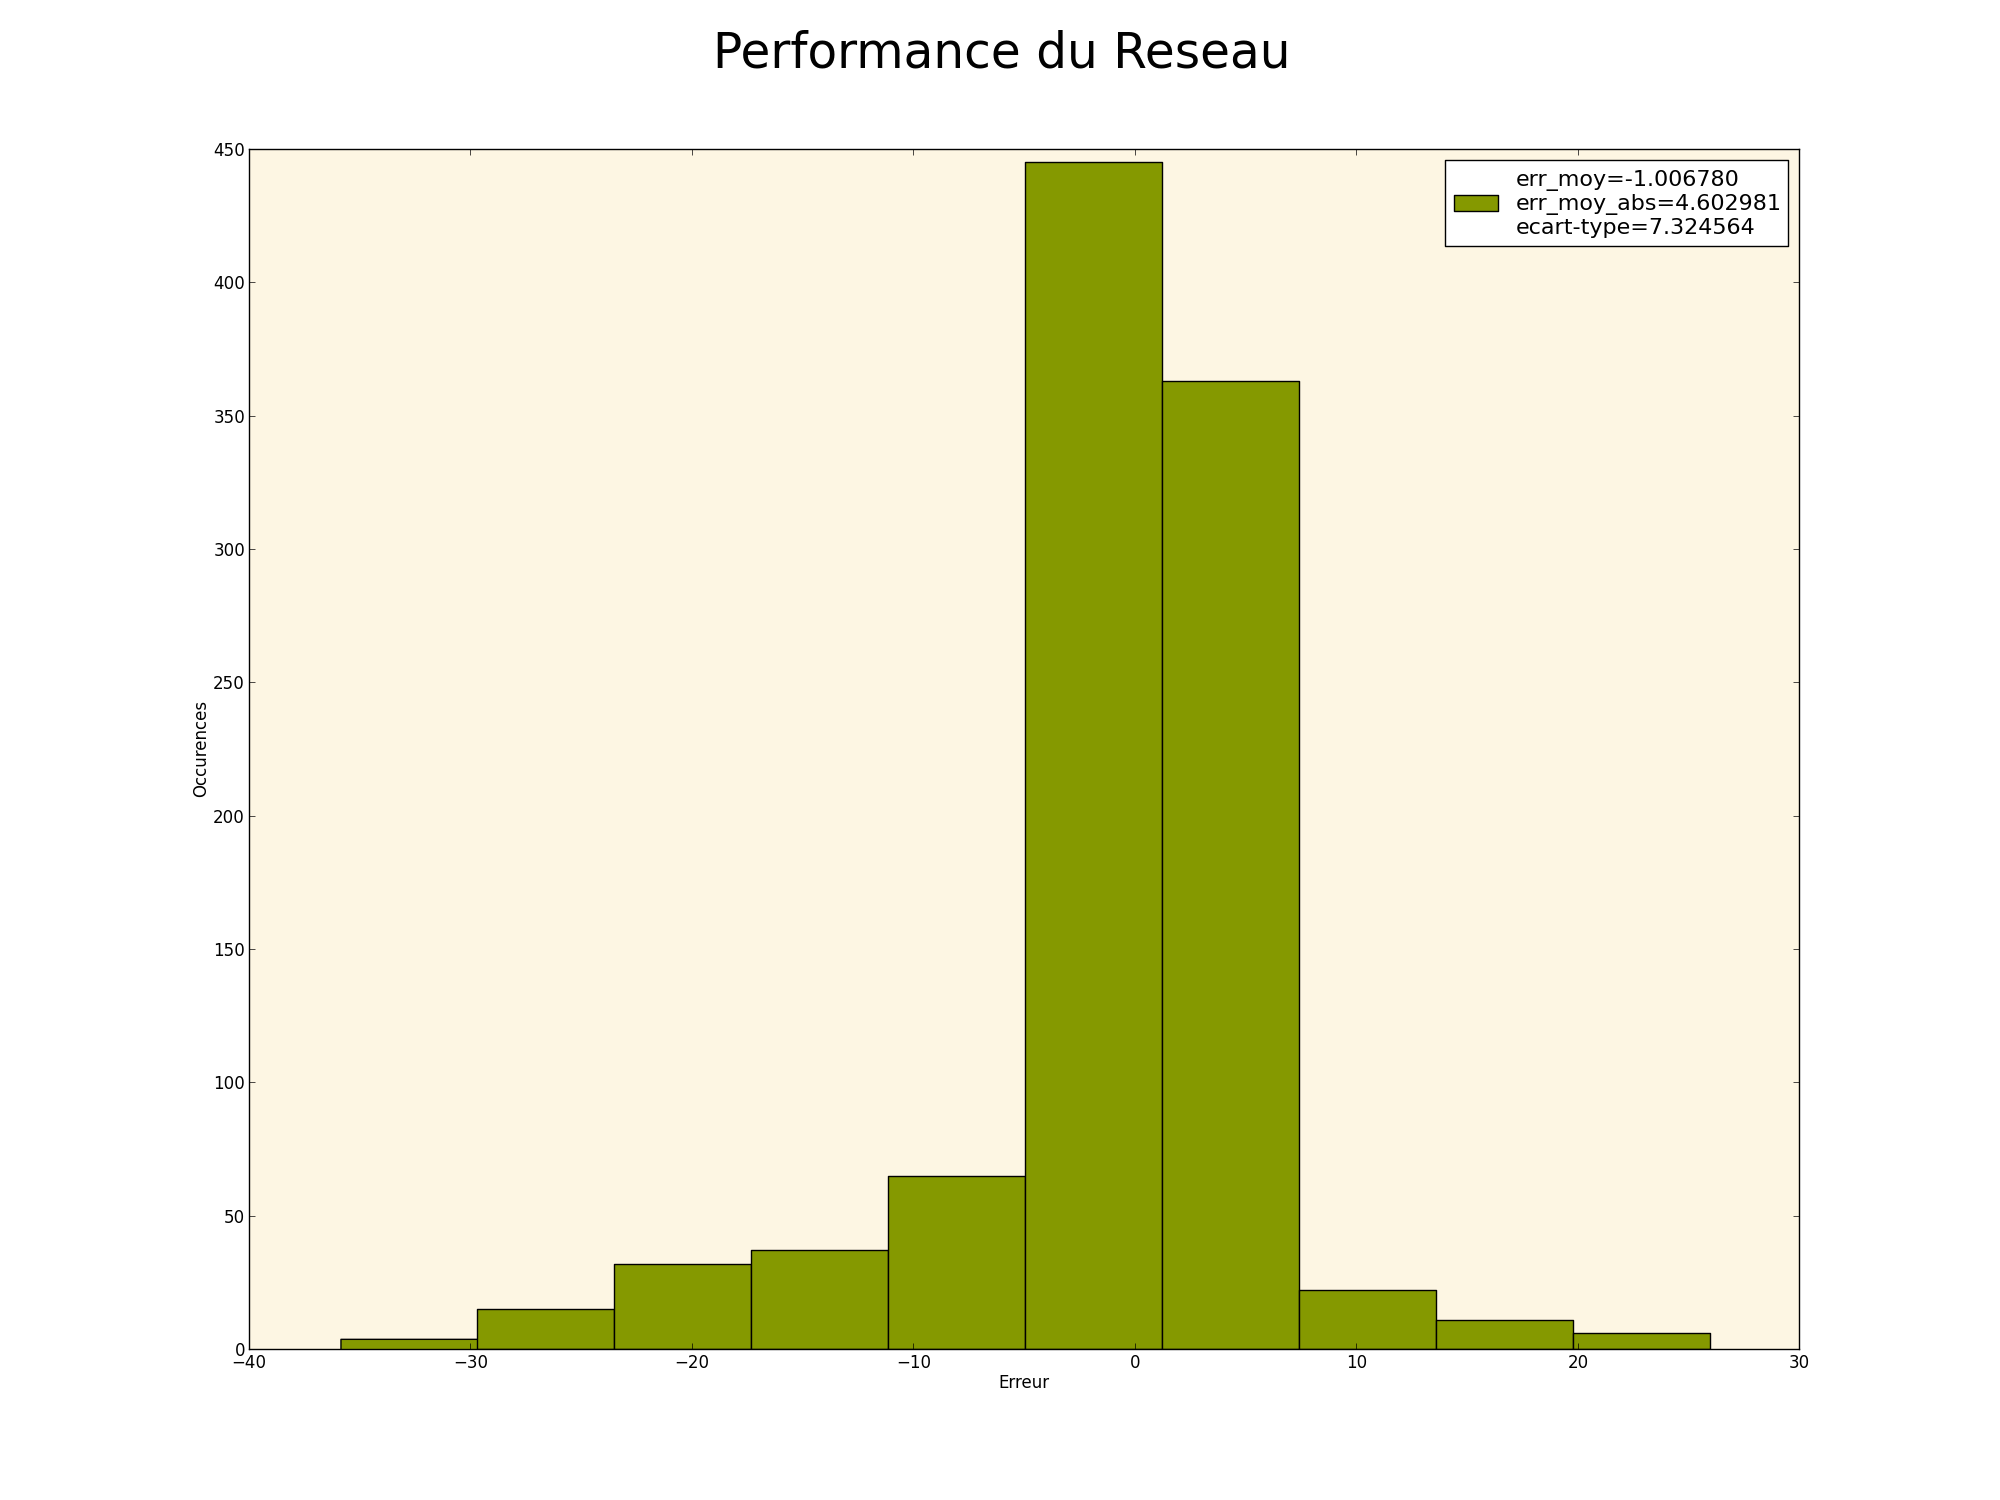 Performance du Reseau
450
400
350
300
250
200
150
100
50
0
Occurences
err_moy=-1.006780
err_moy_abs=4.602981
ecart-type=7.324564
−40 −30 −20 −10 0 10 20 30
Erreur